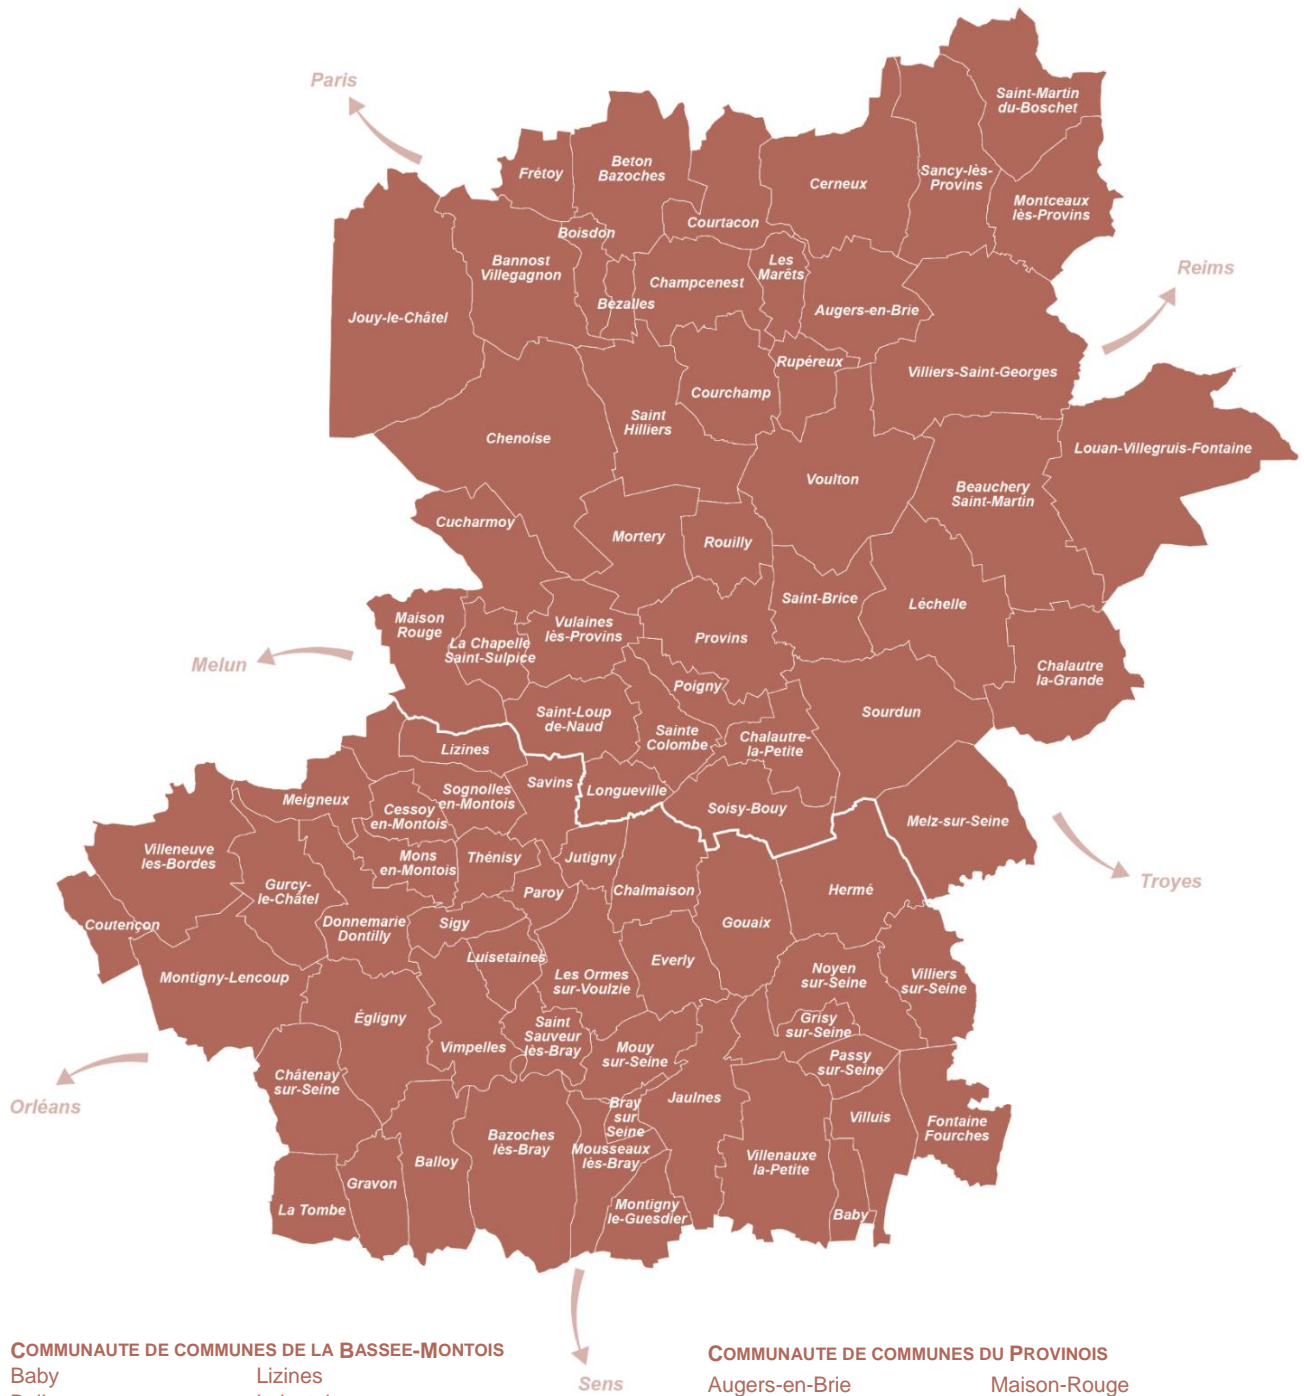 Paris
Saint-Martin
du-Boschet
Frétoy
Beton
Bazoches
Cerneux
Sancy-lès-
Provins
Montceaux
lès-Provins
Courtacon
Boisdon
Bannost
Villegagnon
Les
Marêts
Reims
Champcenest
Bezalles
Augers-en-Brie
Jouy-le-Châtel
Rupéreux
Villiers-Saint-Georges
Courchamp
Saint
Hilliers
Chenoise
Louan-Villegruis-Fontaine
Voulton
Beauchery
Saint-Martin
Cucharmoy
Mortery
Rouilly
Saint-Brice
Léchelle
Maison
Rouge
Vulaines
lès-Provins
Provins
La Chapelle
Saint-Sulpice
Melun
Chalautre
la-Grande
Poigny
Saint-Loup
de-Naud
Sourdun
Sainte
Colombe
Chalautre-
la-Petite
Lizines
Savins
Sognolles
en-Montois
Longueville
Meigneux
Cessoy
en-Montois
Soisy-Bouy
Melz-sur-Seine
Villeneuve
les-Bordes
Mons
en-Montois
Thénisy
Jutigny
Troyes
Gurcy-
le-Châtel
Paroy
Chalmaison
Hermé
Coutençon
Donnemarie
Dontilly
Sigy
Gouaix
Luisetaines
Everly
Montigny-Lencoup
Les Ormes
sur-Voulzie
Noyen
sur-Seine
Villiers
sur-Seine
Égligny
Saint
Sauveur
lès-Bray
Grisy
sur-Seine
Vimpelles
Mouy
sur-Seine
Passy
sur-Seine
Châtenay
sur-Seine
Orléans
Jaulnes
Bray
sur
Seine
Villuis
Fontaine
Fourches
Bazoches
lès-Bray
Mousseaux
lès-Bray
Villenauxe
la-Petite
Balloy
Gravon
La Tombe
Montigny
le-Guesdier
Baby
Sens
COMMUNAUTE DE COMMUNES DE LA BASSEE-MONTOIS
Baby Lizines
COMMUNAUTE DE COMMUNES DU PROVINOIS
Augers-en-Brie Maison-Rouge